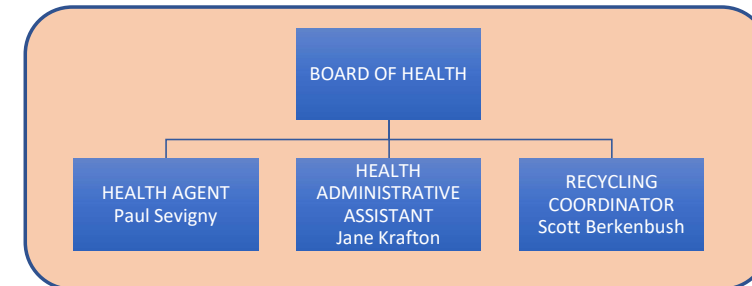 BOARD OF HEALTH
HEALTH AGENT
Paul Sevigny
HEALTH
ADMINISTRATIVE
ASSISTANT
Jane Krafton
RECYCLING
COORDINATOR
Scott Berkenbush